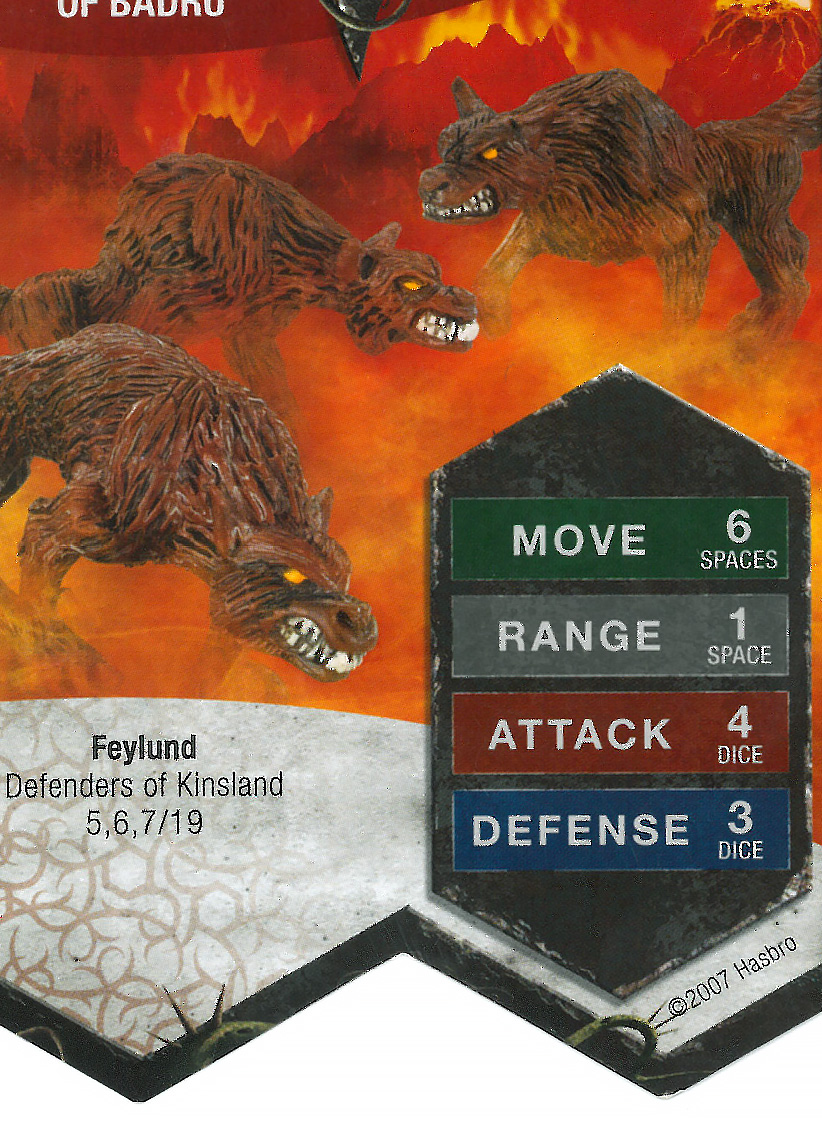 OF BADRU
MOVE 6
SPACES
RANGE 1
SPACE
ATTACK 4
DICE
DEFENSE 3
DICE
Feylund
Defenders of Kinsland
5,6,7/19
©2007 Hasbro